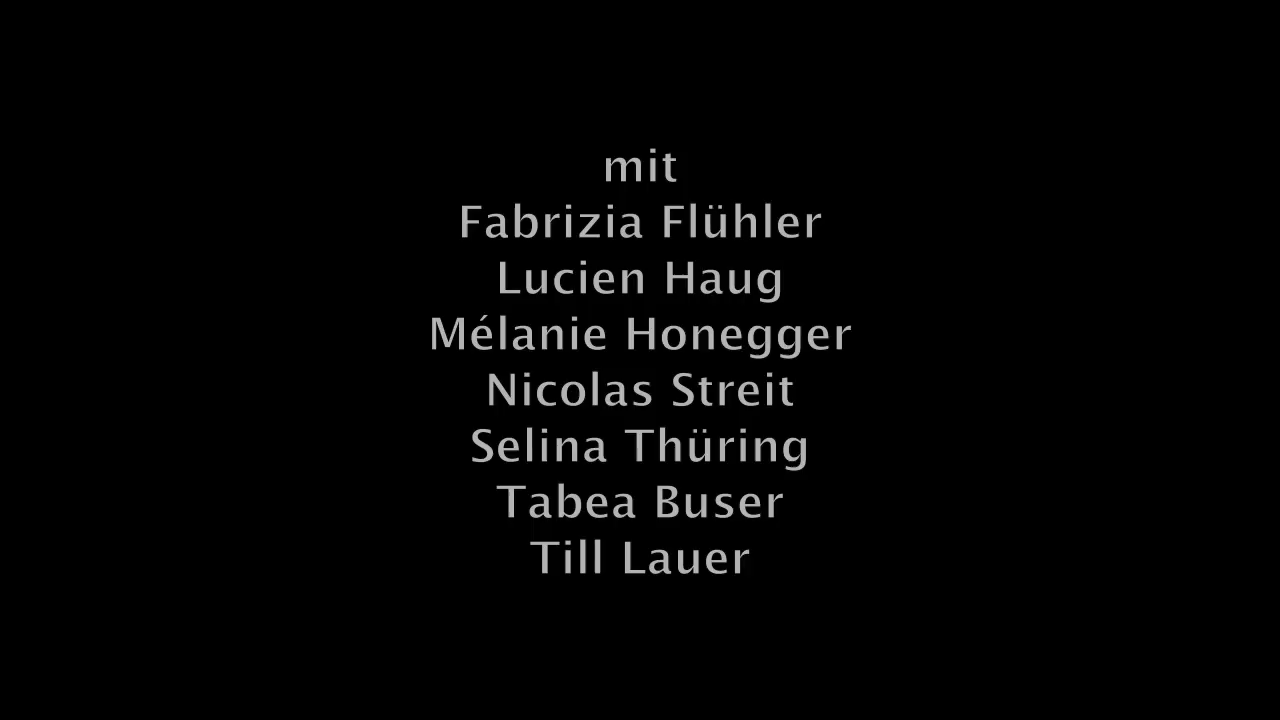 mit
Fabrizia Flühler
Lucien Haug
Mélanie Honegger
Nicolas Streit
Selina Thüring
Tabea Buser
Till Lauer